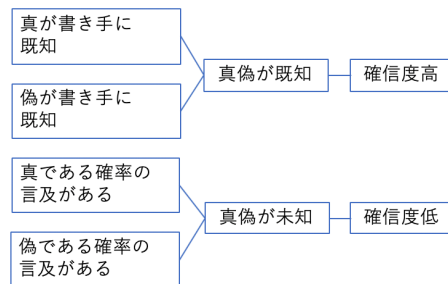 真が書き手に
既知
偽が書き手に
既知
真偽が既知
確信度高
真である確率の
言及がある
偽である確率の
言及がある
真偽が未知
確信度低